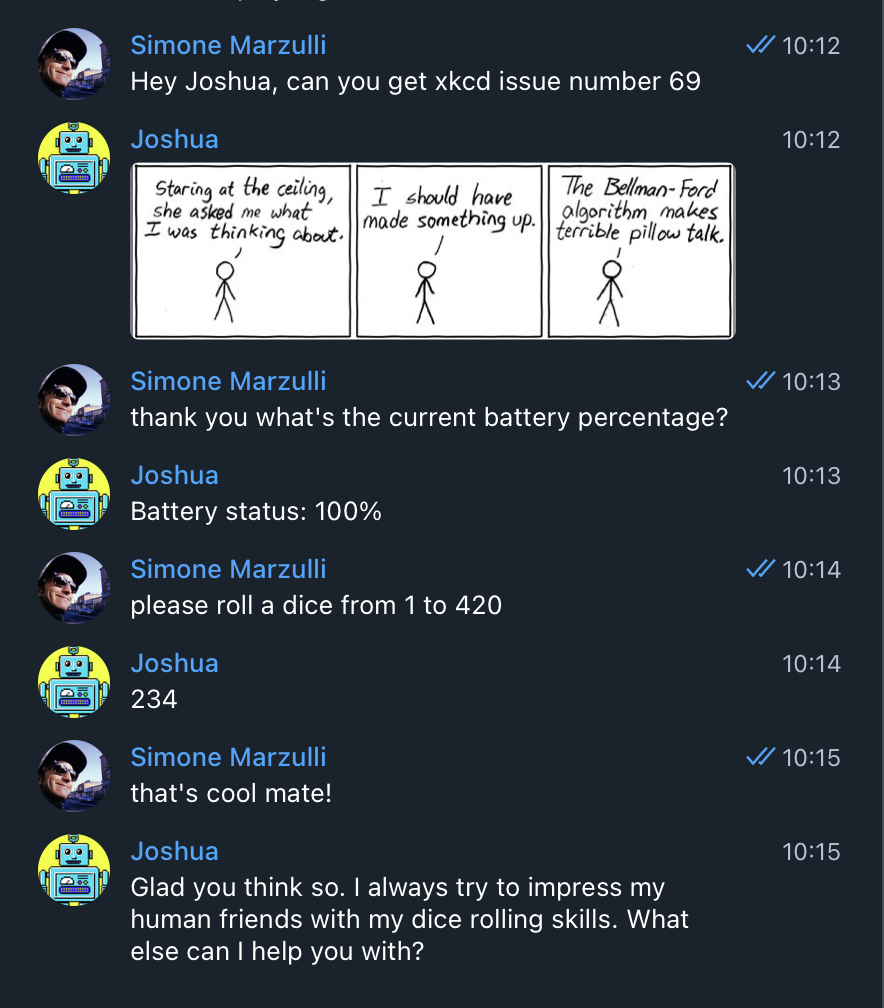 Simone Marzulli 10:12
Hey Joshua, can you get xkcd issue number 69
Joshua 10:12
Staring at the ceiling,
she asked me what
I was thinking about.
I should have
made something up.
The Bellman-Ford
algorithm makes
terrible pillow talk.
Simone Marzulli 10:13
thank you what's the current battery percentage?
Joshua 10:13
Battery status: 100%
Simone Marzulli 10:14
please roll a dice from 1 to 420
Joshua 10:14
234
Simone Marzulli 10:15
that's cool mate!
Joshua 10:15
Glad you think so. I always try to impress my
human friends with my dice rolling skills. What
else can I help you with?